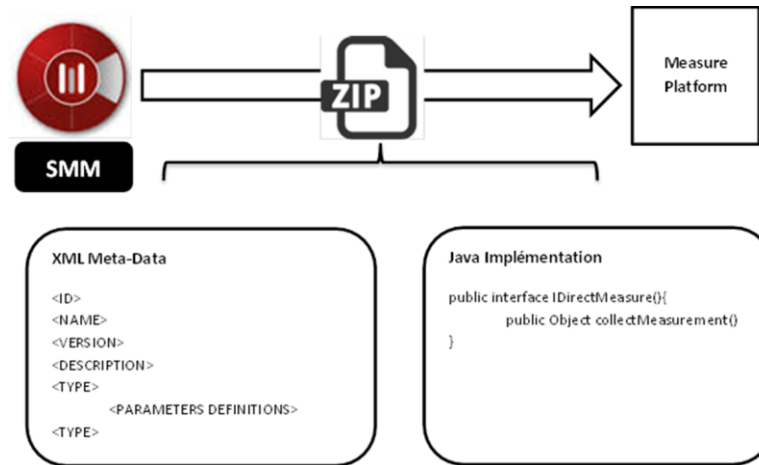 ZIP
Measure
Platform
SMM
XML Meta-Data
<ID>
<NAME>
<VERSION>
<DESCRIPTION>
<TYPE>
<PARAMETERS DEFINITIONS>
<TYPE>
Java Implémentation
public interface IDirectMeasure(){
public Object collectMeasurement()
}